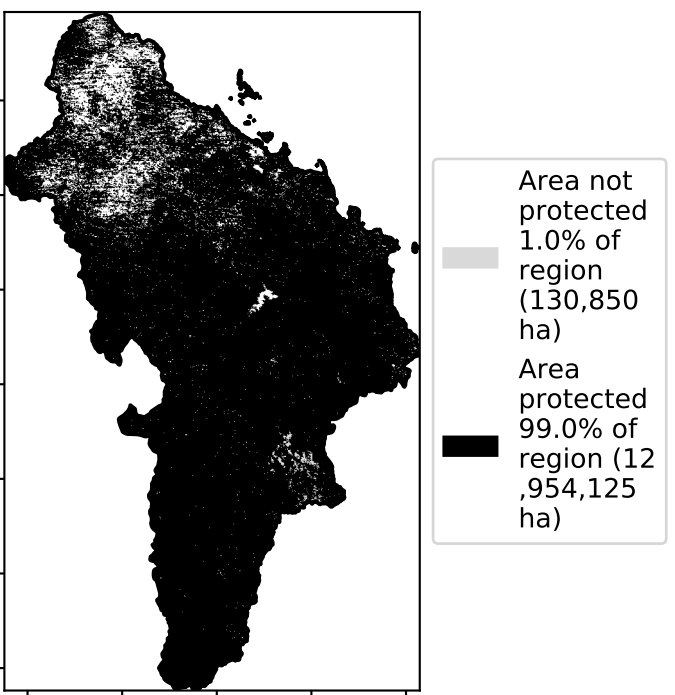 Area not
protected
1.0% of
region
(130,850
ha)
Area
protected
99.0% of
region (12
,954,125
ha)